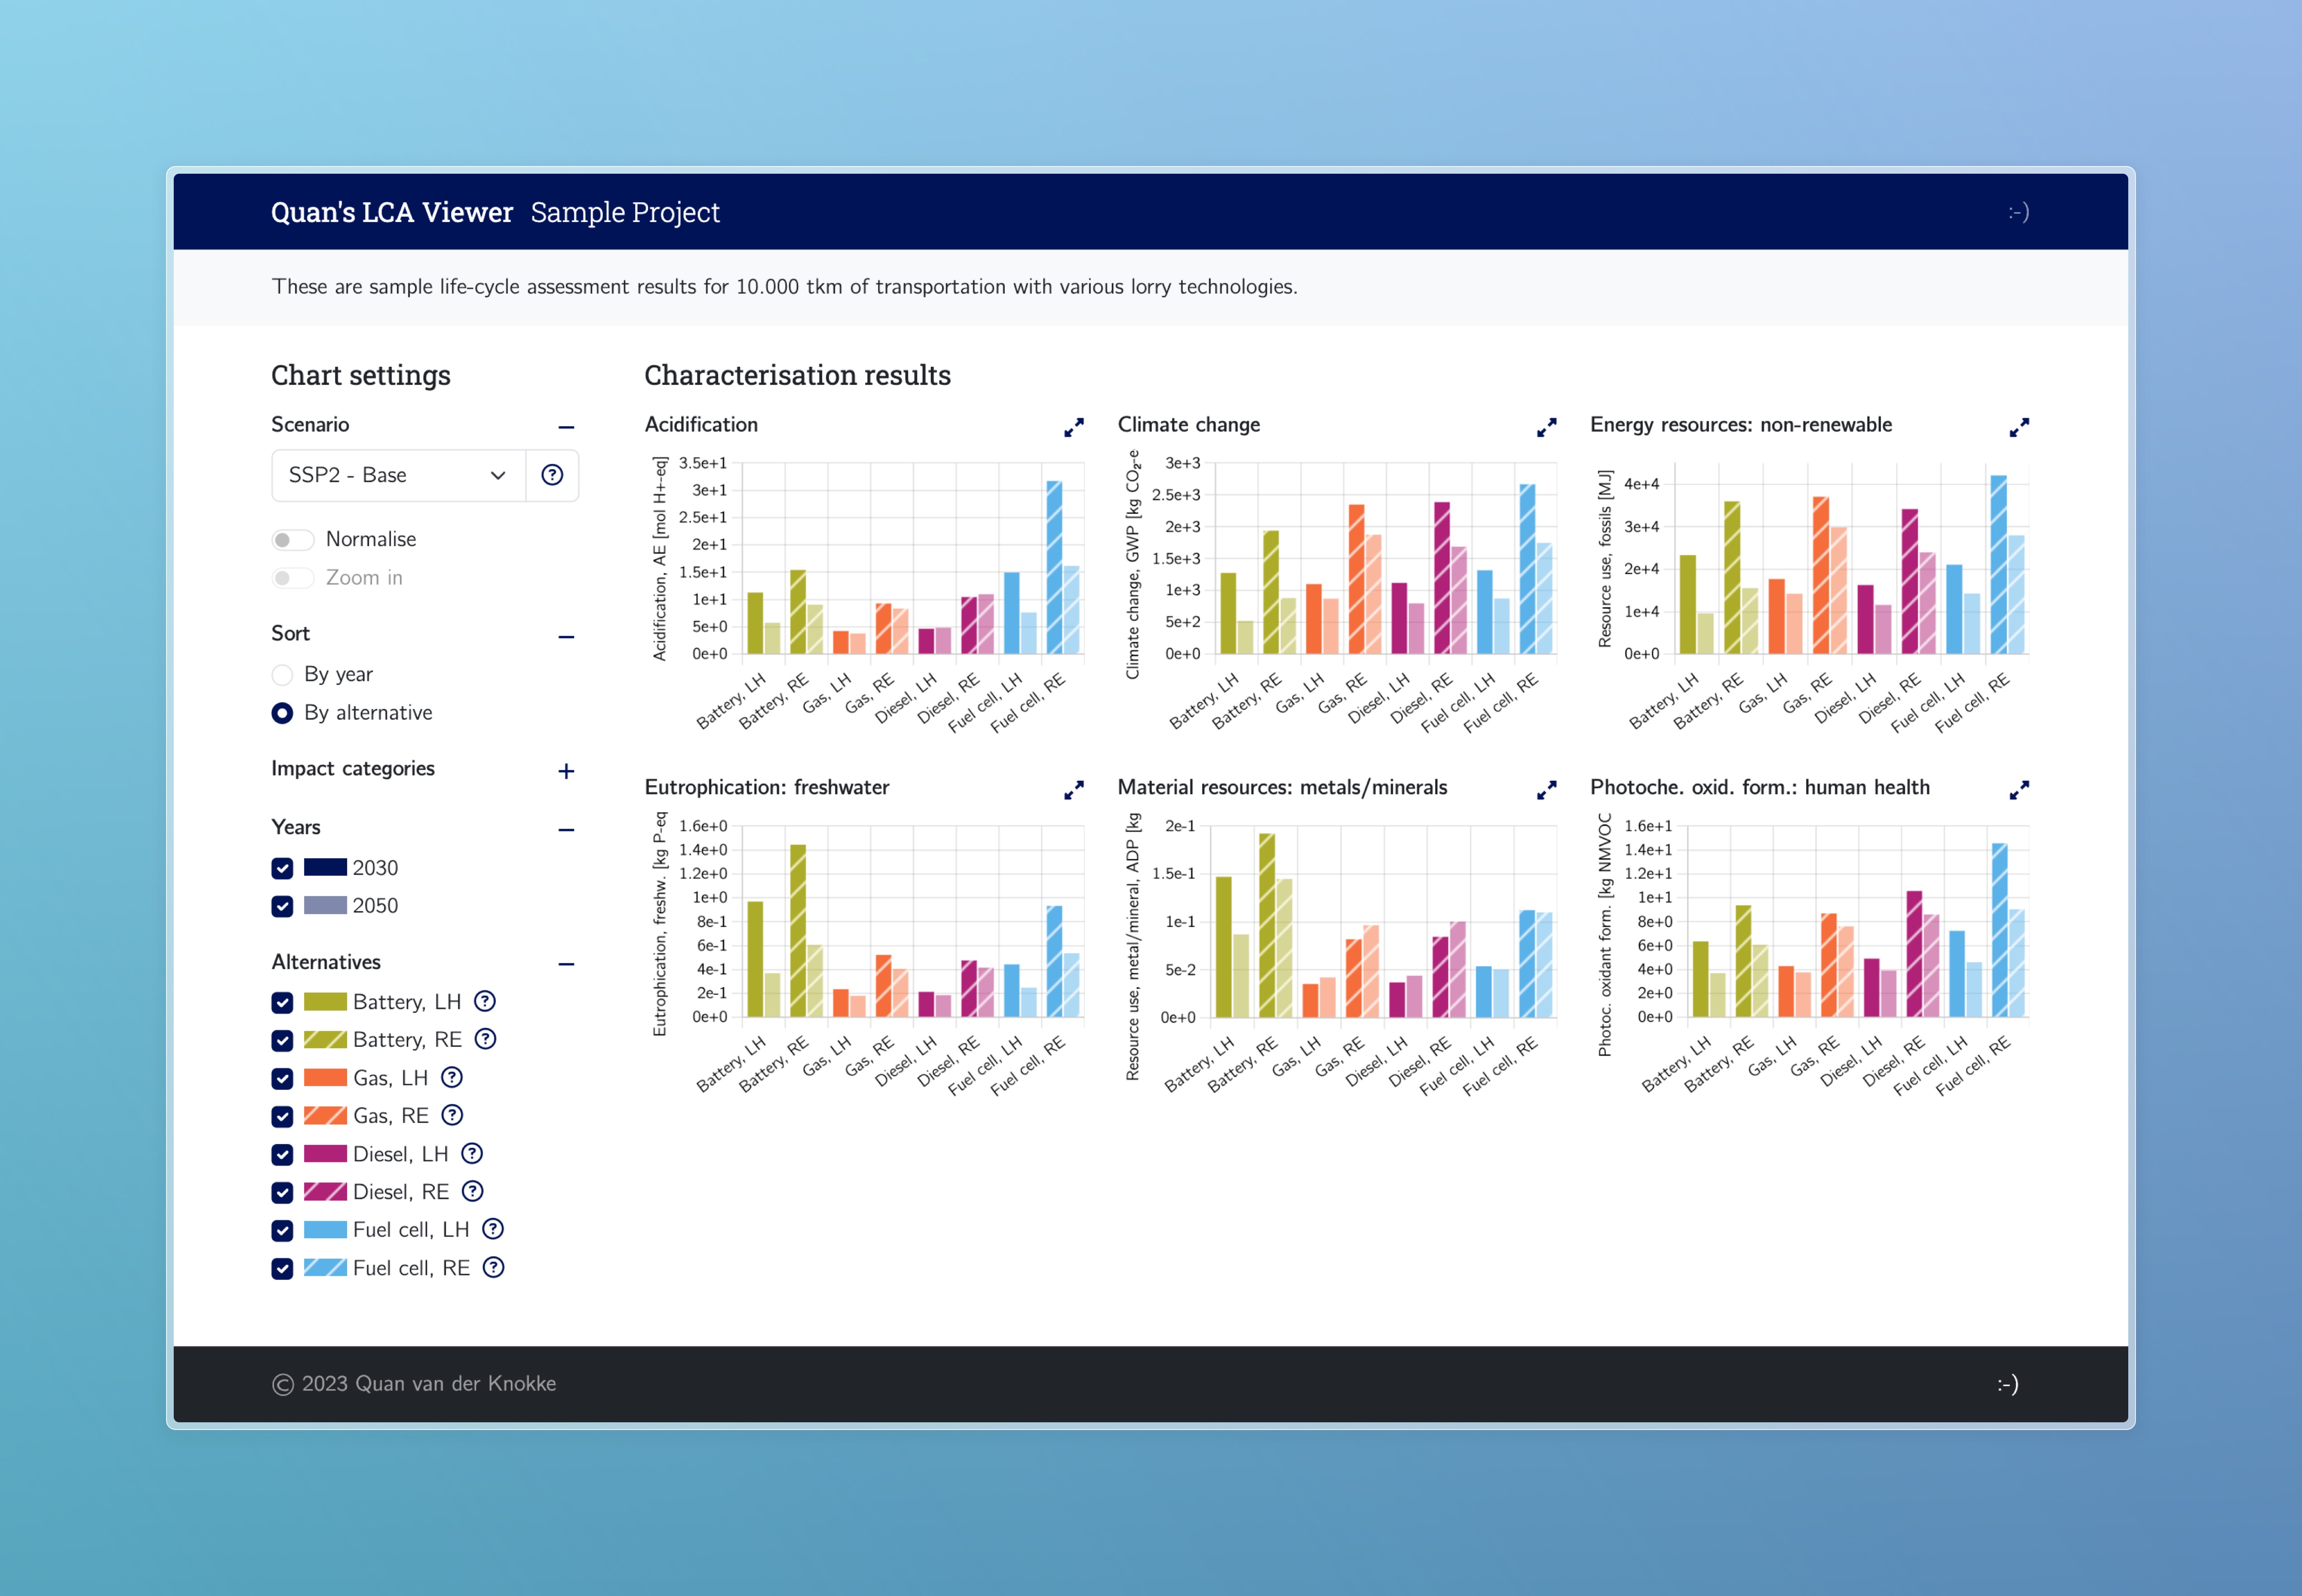 Quan's LCA Viewer Sample Project :-)
These are sample life-cycle assessment results for 10.000 tkm of transportation with various lorry technologies.
Chart settings
Scenario
SSP2 - Base
Normalise
Zoom in
Sort
By year
By alternative
Impact categories
Years
2030
2050
Alternatives
Battery, LH
Battery, RE
Gas, LH
Gas, RE
Diesel, LH
Diesel, RE
Fuel cell, LH
Fuel cell, RE
Characterisation results
Acidification
Acidification, AE [mol H+-eq]
3.5e+1
3e+1
2.5e+1
2e+1
1.5e+1
1e+1
5e+0
0e+0
Battery, LH
Battery, RE
Gas, LH
Gas, RE
Diesel, LH
Diesel, RE
Fuel cell, LH
Fuel cell, RE
Climate change
Climate change, GWP [kg CO₂-e
3e+3
2.5e+3
2e+3
1.5e+3
1e+3
5e+2
0e+0
Battery, LH
Battery, RE
Gas, LH
Gas, RE
Diesel, LH
Diesel, RE
Fuel cell, LH
Fuel cell, RE
Energy resources: non-renewable
Resource use, fossils [MJ]
4e+4
3e+4
2e+4
1e+4
0e+0
Battery, LH
Battery, RE
Gas, LH
Gas, RE
Diesel, LH
Diesel, RE
Fuel cell, LH
Fuel cell, RE
Eutrophication: freshwater
Eutrophication, freshw. [kg P-eq
1.6e+0
1.4e+0
1.2e+0
1e+0
8e-1
6e-1
4e-1
2e-1
0e+0
Battery, LH
Battery, RE
Gas, LH
Gas, RE
Diesel, LH
Diesel, RE
Fuel cell, LH
Fuel cell, RE
Material resources: metals/minerals
Resource use, metal/mineral, ADP [kg
2e-1
1.5e-1
1e-1
5e-2
0e+0
Battery, LH
Battery, RE
Gas, LH
Gas, RE
Diesel, LH
Diesel, RE
Fuel cell, LH
Fuel cell, RE
Photoche. oxid. form.: human health
Photoc. oxidant form. [kg NMVOC
1.6e+1
1.4e+1
1.2e+1
1e+1
8e+0
6e+0
4e+0
2e+0
0e+0
Battery, LH
Battery, RE
Gas, LH
Gas, RE
Diesel, LH
Diesel, RE
Fuel cell, LH
Fuel cell, RE
© 2023 Quan van der Knokke :-)